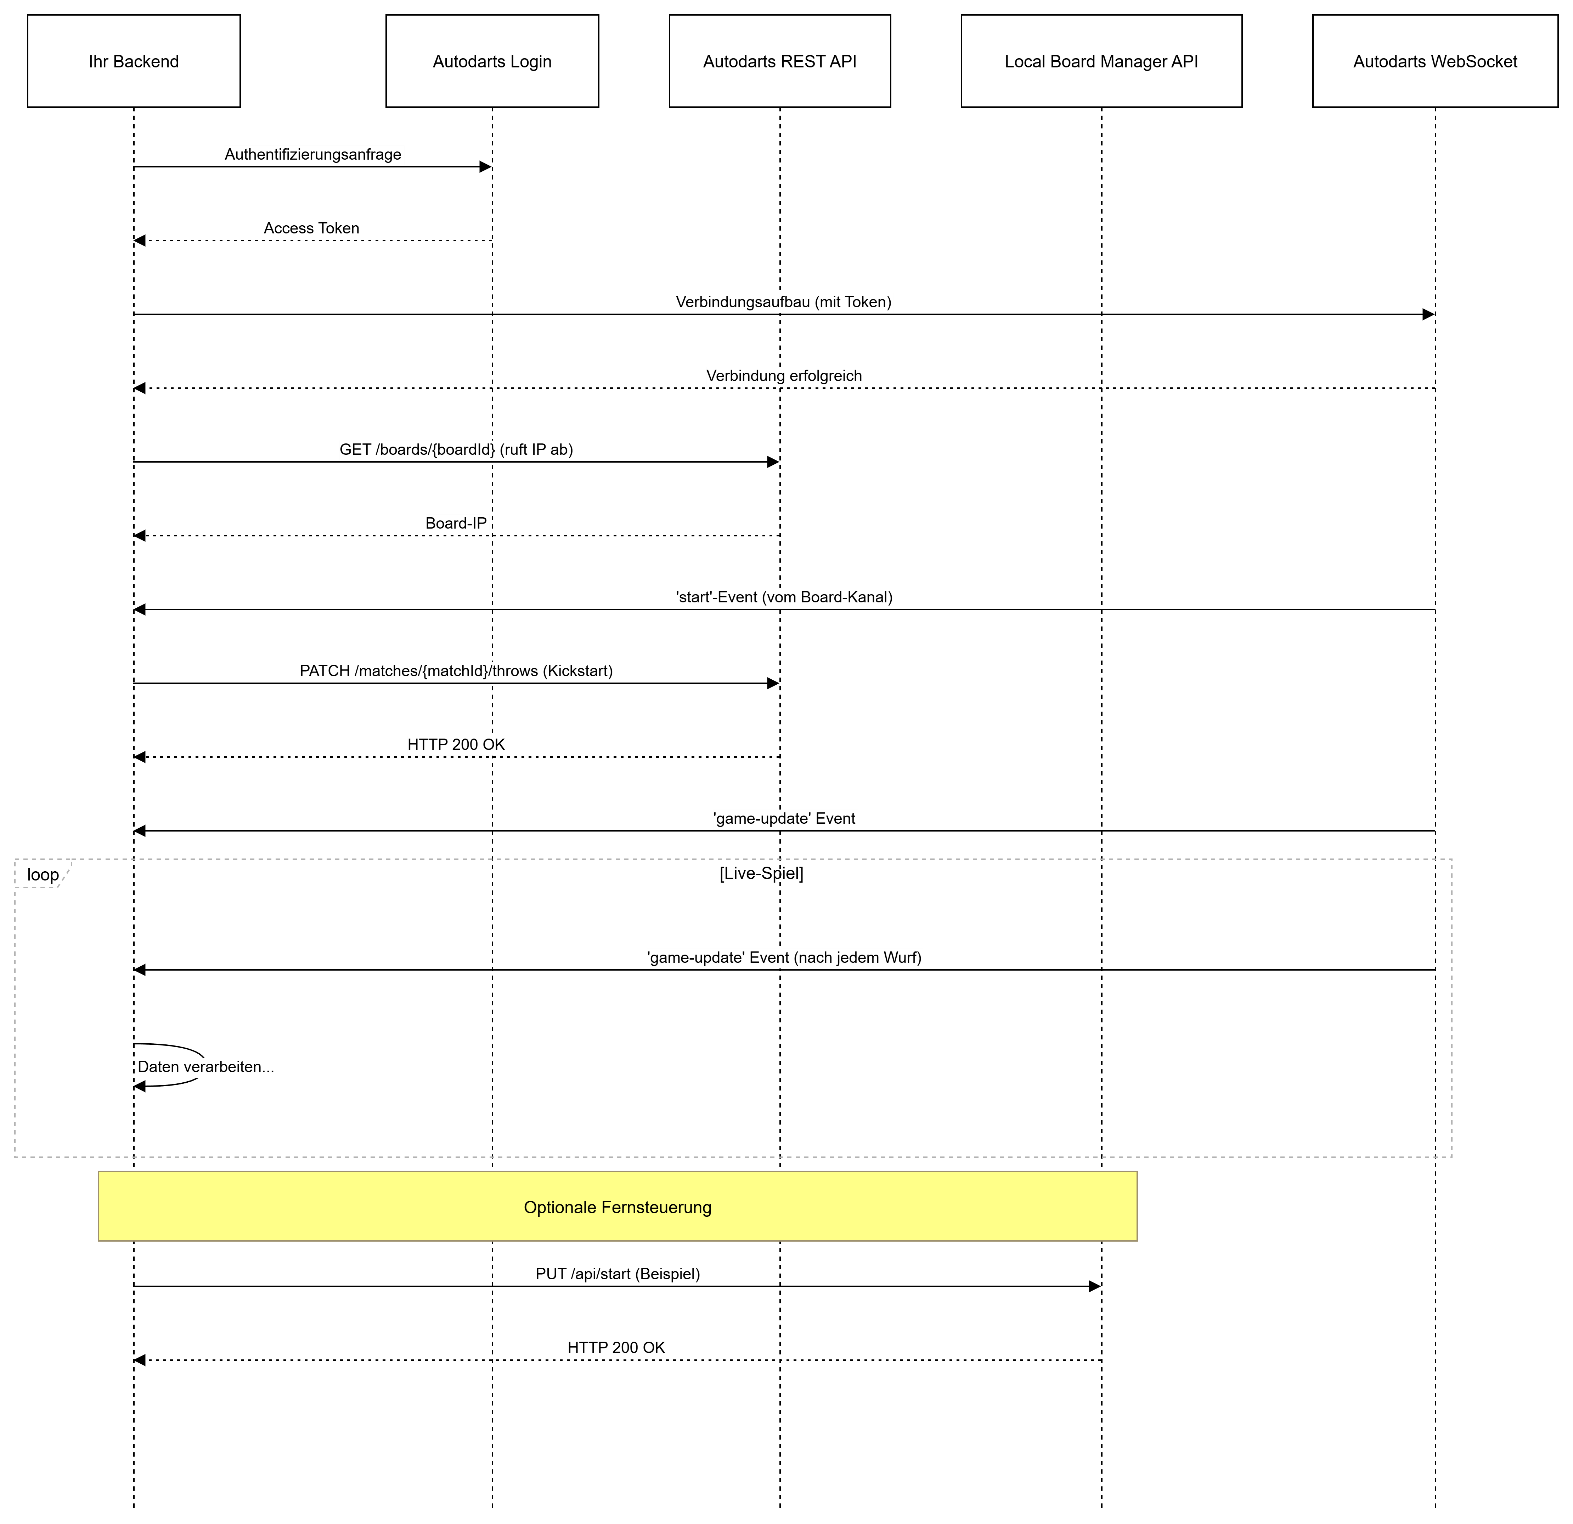 Ihr Backend
Autodarts Login
Autodarts REST API
Local Board Manager API
Autodarts WebSocket
Authentifizierungsanfrage
Access Token
Verbindungsaufbau (mit Token)
Verbindung erfolgreich
GET /boards/{boardId} (ruft IP ab)
Board-IP
'start'-Event (vom Board-Kanal)
PATCH /matches/{matchId}/throws (Kickstart)
HTTP 200 OK
'game-update' Event
loop
[Live-Spiel]
'game-update' Event (nach jedem Wurf)
Daten verarbeiten...
Optionale Fernsteuerung
PUT /api/start (Beispiel)
HTTP 200 OK